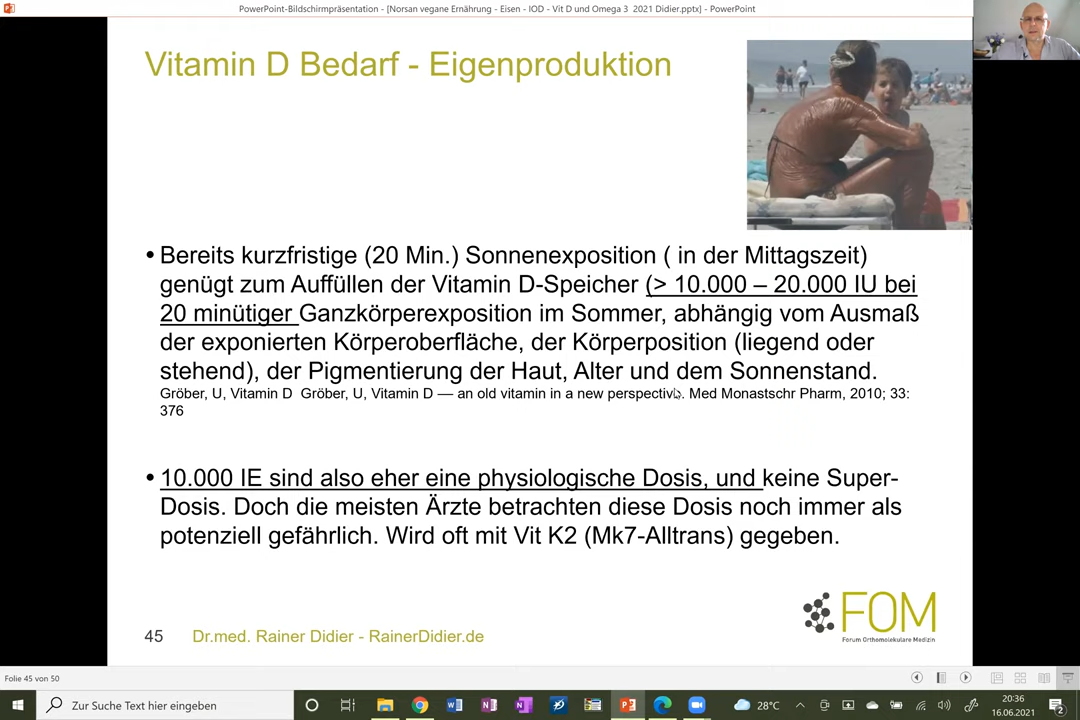 PowerPoint-Bildschirmpräsentation - [Norsan vegane Ernährung - Eisen - IOD - Vit D und Omega 3 2021 Didier.pptx] - PowerPoint
Vitamin D Bedarf - Eigenproduktion
• Bereits kurzfristige (20 Min.) Sonnenexposition ( in der Mittagszeit)
genügt zum Auffüllen der Vitamin D-Speicher (> 10.000 – 20.000 IU bei
20 minütiger Ganzkörperexposition im Sommer, abhängig vom Ausmaß
der exponierten Körperoberfläche, der Körperposition (liegend oder
stehend), der Pigmentierung der Haut, Alter und dem Sonnenstand.
Gröber, U, Vitamin D Gröber, U, Vitamin D — an old vitamin in a new perspective. Med Monastschr Pharm, 2010; 33:
376
• 10.000 IE sind also eher eine physiologische Dosis, und keine Super-
Dosis. Doch die meisten Ärzte betrachten diese Dosis noch immer als
potenziell gefährlich. Wird oft mit Vit K2 (Mk7-Alltrans) gegeben.
FOM
Forum Orthomolekulare Medizin
45 Dr.med. Rainer Didier - RainerDidier.de
Folie 45 von 50
Zur Suche Text hier eingeben
28°C
20:36
16.06.2021
2